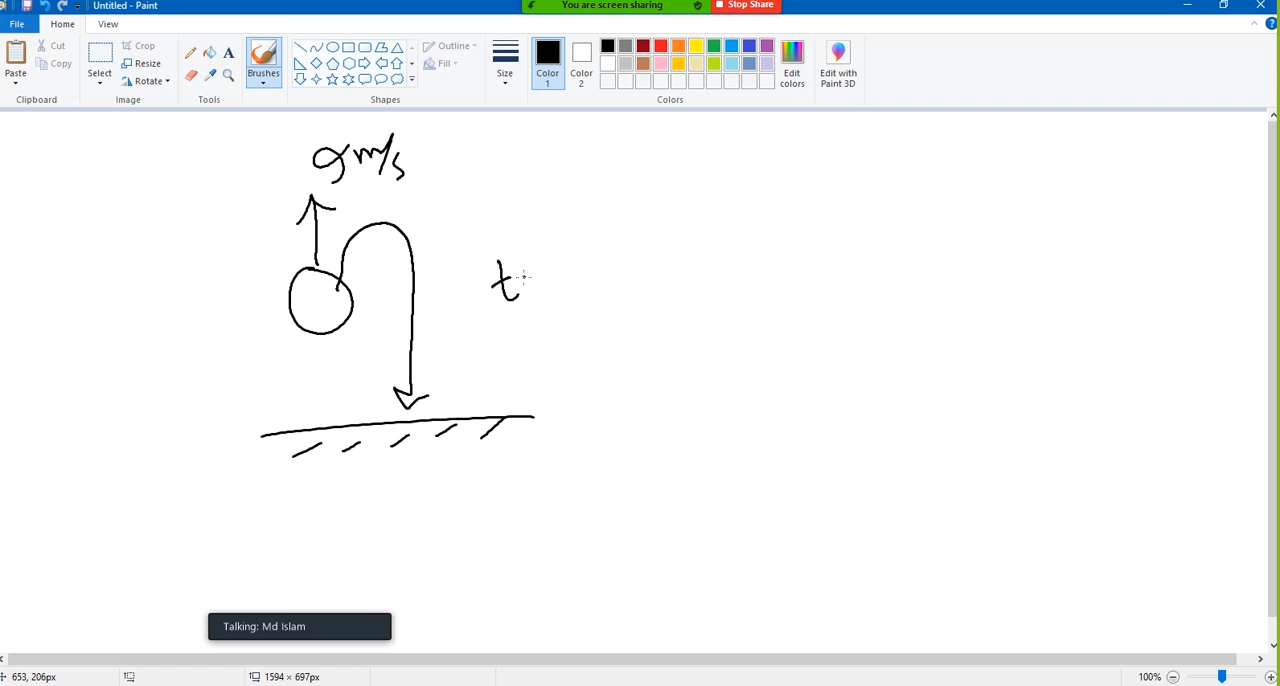 Untitled - Paint
You are screen sharing
Stop Share
File
Home
View
Paste
Cut
Copy
Clipboard
Select
Crop
Resize
Rotate
Image
Tools
Brushes
Shapes
Outline
Fill
Size
Color 1
Color 2
Colors
Edit colors
Edit with Paint 3D
m/s
t
Talking: Md Islam
653, 206px
1594 × 697px
100%